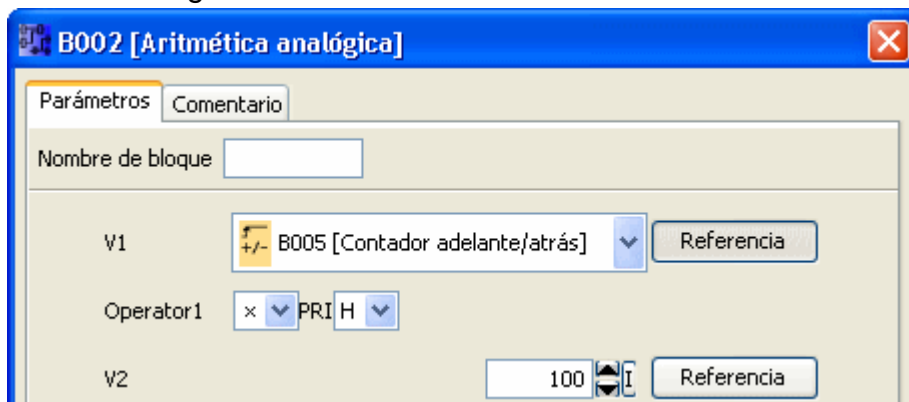 B002 [Aritmética analógica]
Parámetros Comentario
Nombre de bloque
V1 +/- B005 [Contador adelante/atrás] Referencia
Operator1 × PRI H
V2 100 Referencia